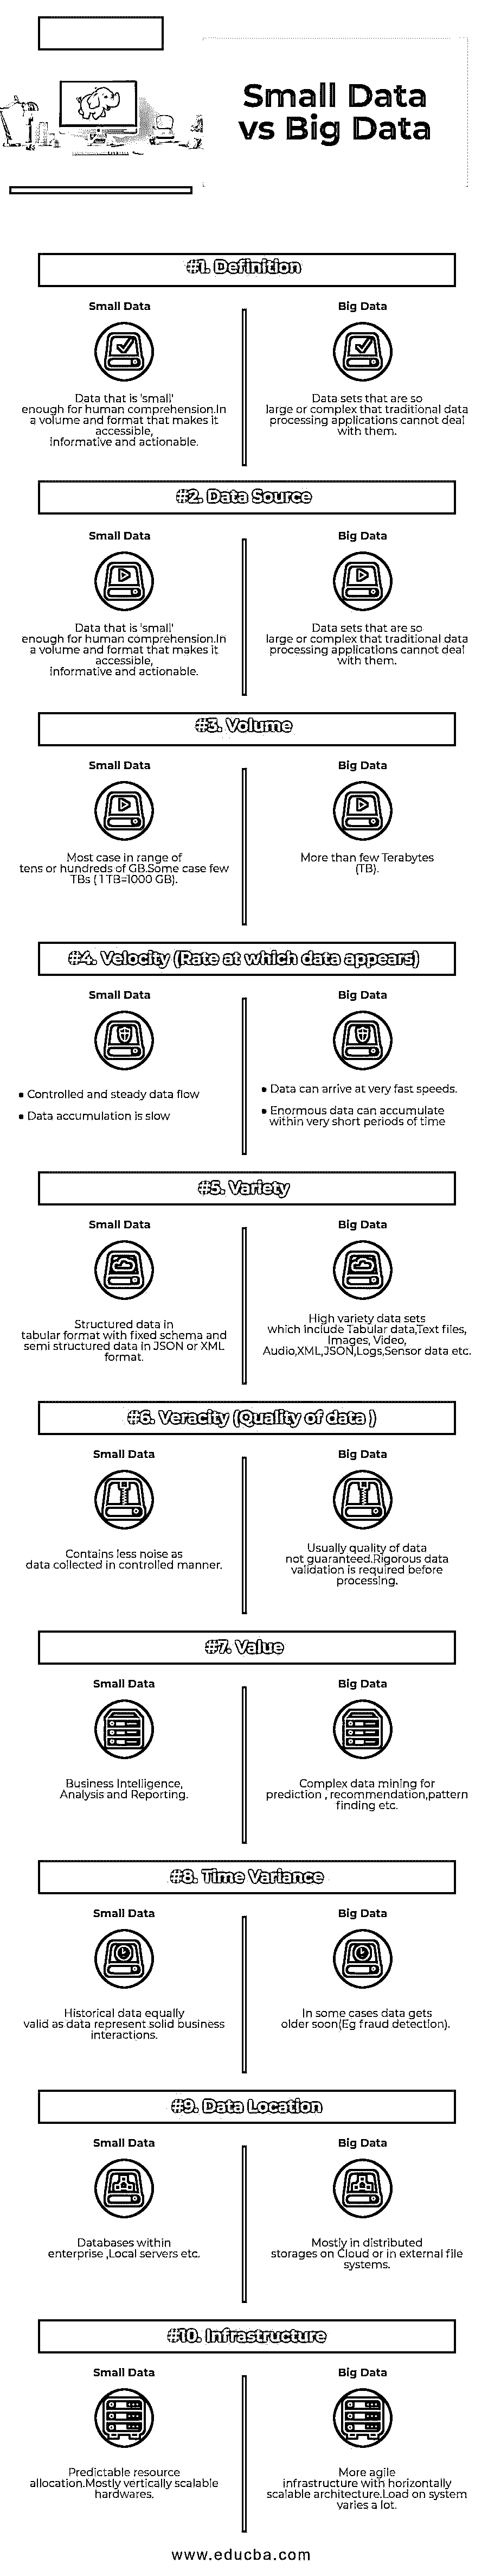 Small Data
vs Big Data
#1. Definition
Small Data
Data that is 'small'
enough for human comprehension.In
a volume and format that makes it
accessible,
informative and actionable.
Big Data
Data sets that are so
large or complex that traditional data
processing applications cannot deal
with them.
#2. Data Source
Small Data
Data that is 'small'
enough for human comprehension.In
a volume and format that makes it
accessible,
informative and actionable.
Big Data
Data sets that are so
large or complex that traditional data
processing applications cannot deal
with them.
#3. Volume
Small Data
Most case in range of
tens or hundreds of GB.Some case few
TBs ( 1 TB=1000 GB).
Big Data
More than few Terabytes
(TB).
#4. Velocity (Rate at which data appears)
Small Data
• Controlled and steady data flow
• Data accumulation is slow
Big Data
• Data can arrive at very fast speeds.
• Enormous data can accumulate
within very short periods of time
#5. Variety
Small Data
Structured data in
tabular format with fixed schema and
semi structured data in JSON or XML
format.
Big Data
High variety data sets
which include Tabular data,Text files,
Images, Video,
Audio,XML,JSON,Logs,Sensor data etc.
#6. Veracity (Quality of data )
Small Data
Contains less noise as
data collected in controlled manner.
Big Data
Usually quality of data
not guaranteed.Rigorous data
validation is required before
processing.
#7. Value
Small Data
Business Intelligence,
Analysis and Reporting.
Big Data
Complex data mining for
prediction , recommendation,pattern
finding etc.
#8. Time Variance
Small Data
Historical data equally
valid as data represent solid business
interactions.
Big Data
In some cases data gets
older soon(Eg fraud detection).
#9. Data Location
Small Data
Databases within
enterprise ,Local servers etc.
Big Data
Mostly in distributed
storages on Cloud or in external file
systems.
#10. Infrastructure
Small Data
Predictable resource
allocation.Mostly vertically scalable
hardwares.
Big Data
More agile
infrastructure with horizontally
scalable architecture.Load on system
varies a lot.
www.educba.com